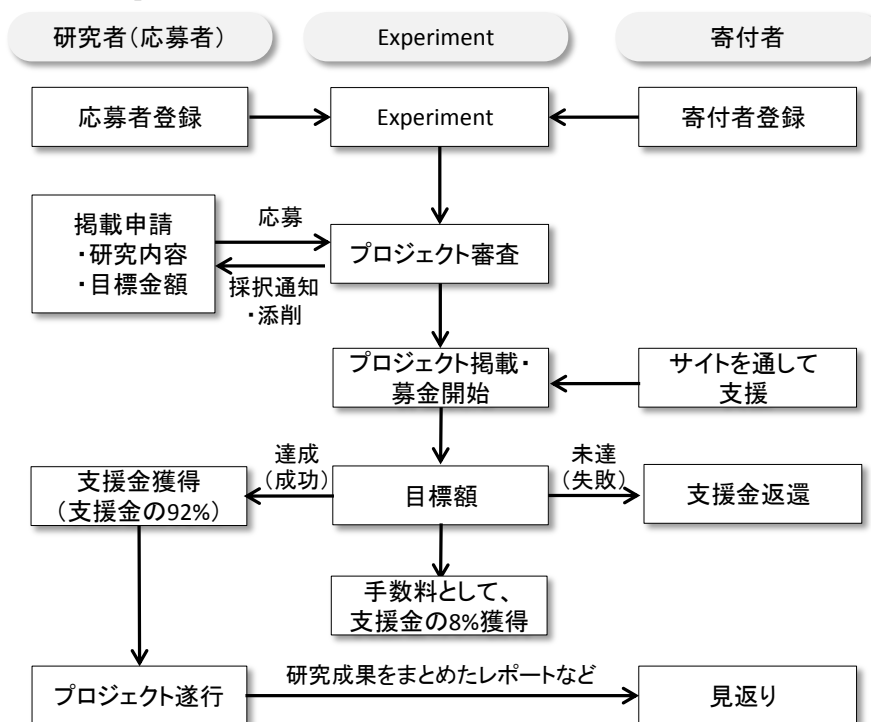 研究者（応募者）
Experiment
寄付者
応募者登録
Experiment
寄付者登録
掲載申請
・研究内容
・目標金額
応募
採択通知
・添削
プロジェクト審査
プロジェクト掲載・
募金開始
サイトを通して
支援
達成
（成功）
未達
（失敗）
支援金獲得
（支援金の92%）
目標額
支援金返還
手数料として、
支援金の8%獲得
プロジェクト遂行
研究成果をまとめたレポートなど
見返り